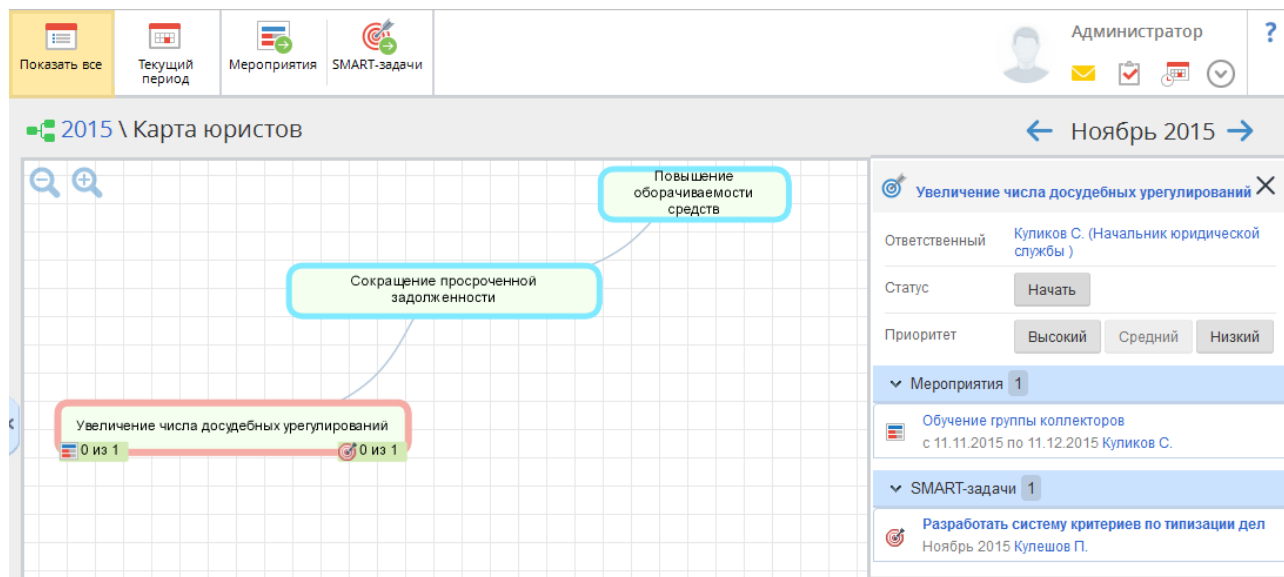 Показать все
Текущий
период
Мероприятия
SMART-задачи
Администратор
?
2015 \ Карта юристов
Ноябрь 2015
Повышение
оборачиваемости
средств
Сокращение просроченной
задолженности
Увеличение числа досудебных урегулирований
0 из 1
0 из 1
Увеличение числа досудебных урегулирований
Ответственный
Куликов С. (Начальник юридической
службы )
Статус
Начать
Приоритет
Высокий
Средний
Низкий
Мероприятия 1
Обучение группы коллекторов
с 11.11.2015 по 11.12.2015 Куликов С.
SMART-задачи 1
Разработать систему критериев по типизации дел
Ноябрь 2015 Кулешов П.